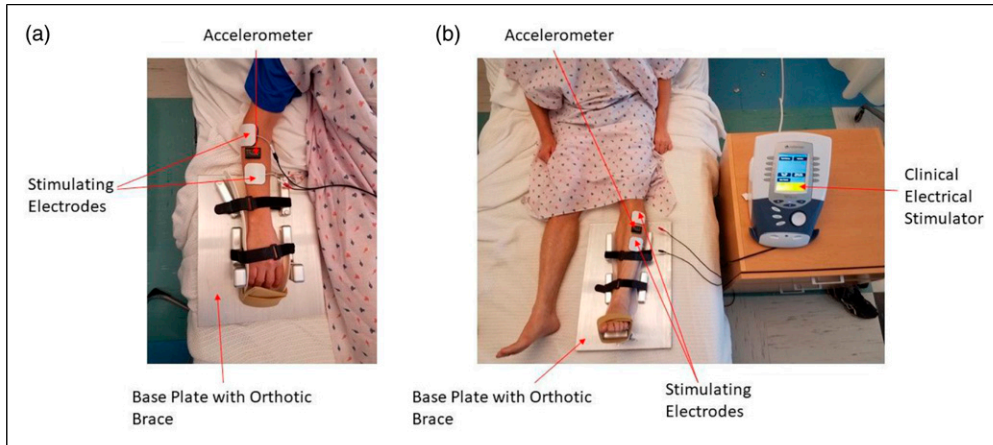 (a)
Accelerometer
Stimulating
Electrodes
Base Plate with Orthotic
Brace
(b)
Accelerometer
Clinical
Electrical
Stimulator
Base Plate with Orthotic
Brace
Stimulating
Electrodes